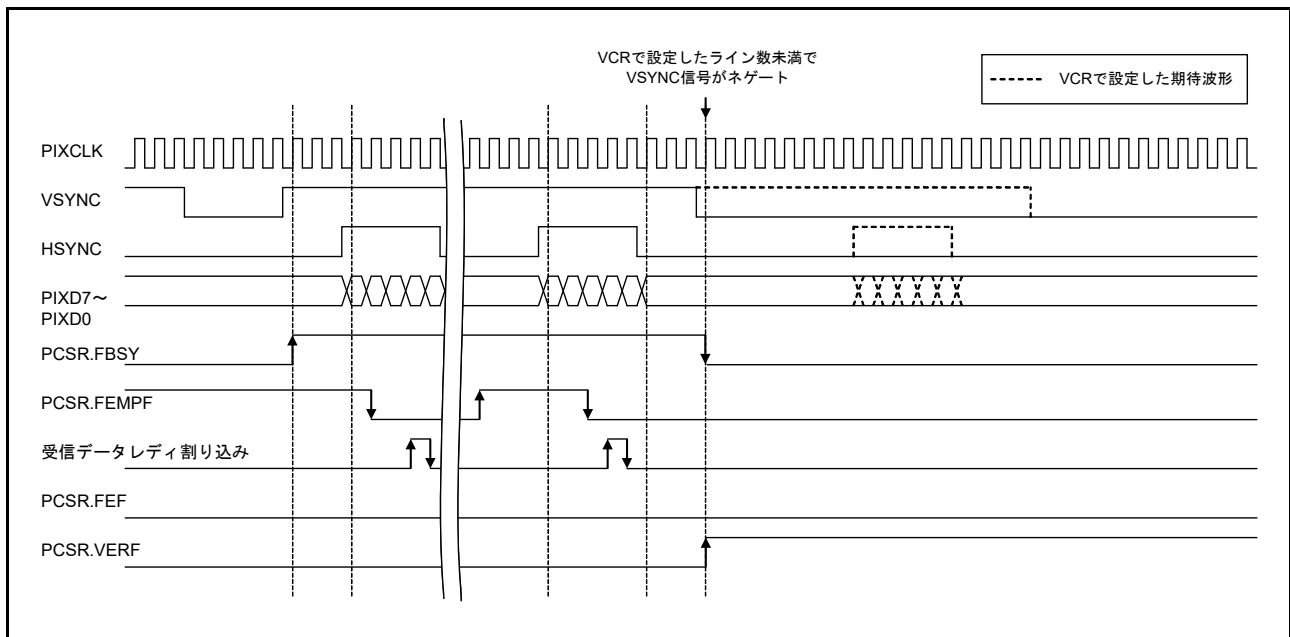 VCRで設定したライン数未満で
VSYNC信号がネゲート
VCRで設定した期待波形
PIXCLK
VSYNC
HSYNC
PIXD7～
PIXD0
PCSR.FBSY
PCSR.FEMPF
受信データレディ割り込み
PCSR.FEF
PCSR.VERF